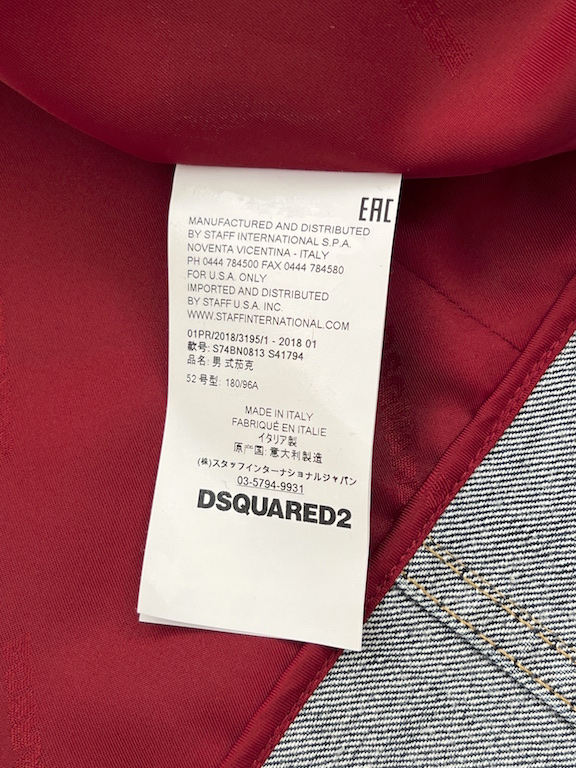 EAC
MANUFACTURED AND DISTRIBUTED
BY STAFF INTERNATIONAL S.P.A.
NOVENTA VICENTINA - ITALY
PH 0444 784500 FAX 0444 784580
FOR U.S.A. ONLY
IMPORTED AND DISTRIBUTED
BY STAFF U.S.A. INC.
WWW.STAFFINTERNATIONAL.COM
01PR/2018/3195/1 - 2018 01
款号: S74BN0813 S41794
品名: 男 式茄克
52 号型: 180/96A
MADE IN ITALY
FABRIQUÉ EN ITALIE
イタリア製
原产国: 意大利制造
(株)スタッフインターナショナルジャパン
03-5794-9931
DSQUARED2